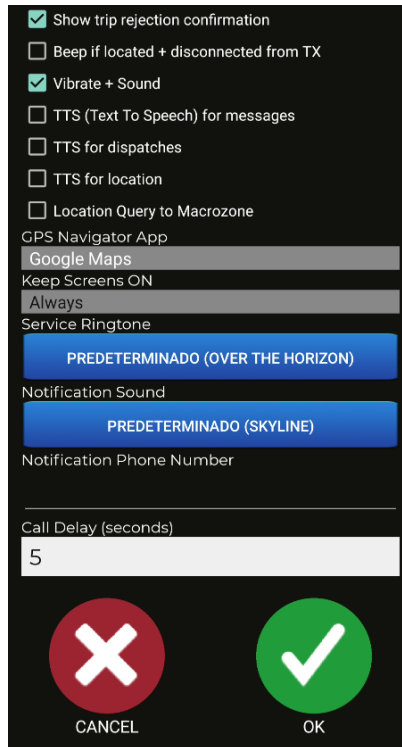 Show trip rejection confirmation
Beep if located + disconnected from TX
Vibrate + Sound
TTS (Text To Speech) for messages
TTS for dispatches
TTS for location
Location Query to Macrozone
GPS Navigator App
Google Maps
Keep Screens ON
Always
Service Ringtone
PREDETERMINADO (OVER THE HORIZON)
Notification Sound
PREDETERMINADO (SKYLINE)
Notification Phone Number
Call Delay (seconds)
5
CANCEL
OK